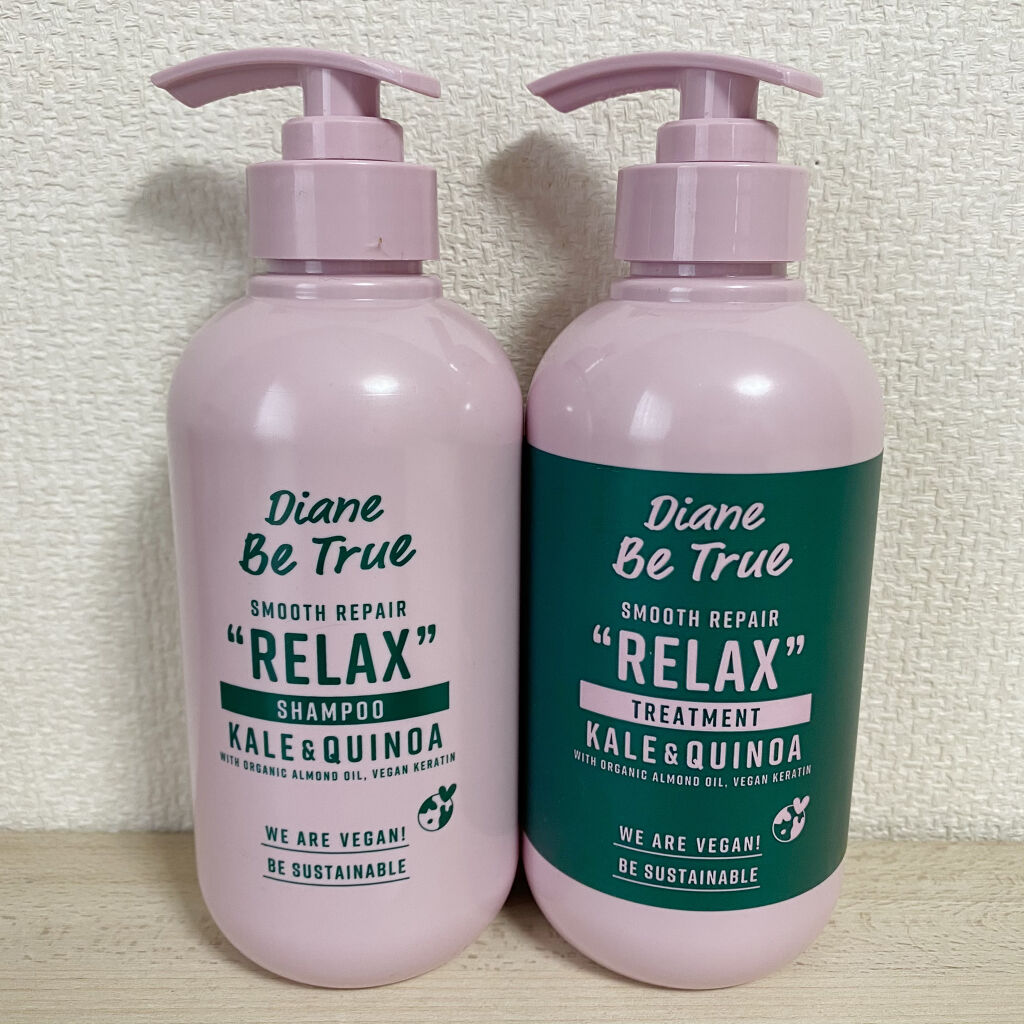 Diane
Be True
SMOOTH REPAIR
“RELAX”
SHAMPOO
KALE & QUINOA
WITH ORGANIC ALMOND OIL, VEGAN KERATIN
WE ARE VEGAN!
BE SUSTAINABLE
Diane
Be True
SMOOTH REPAIR
“RELAX”
TREATMENT
KALE & QUINOA
WITH ORGANIC ALMOND OIL, VEGAN KERATIN
WE ARE VEGAN!
BE SUSTAINABLE